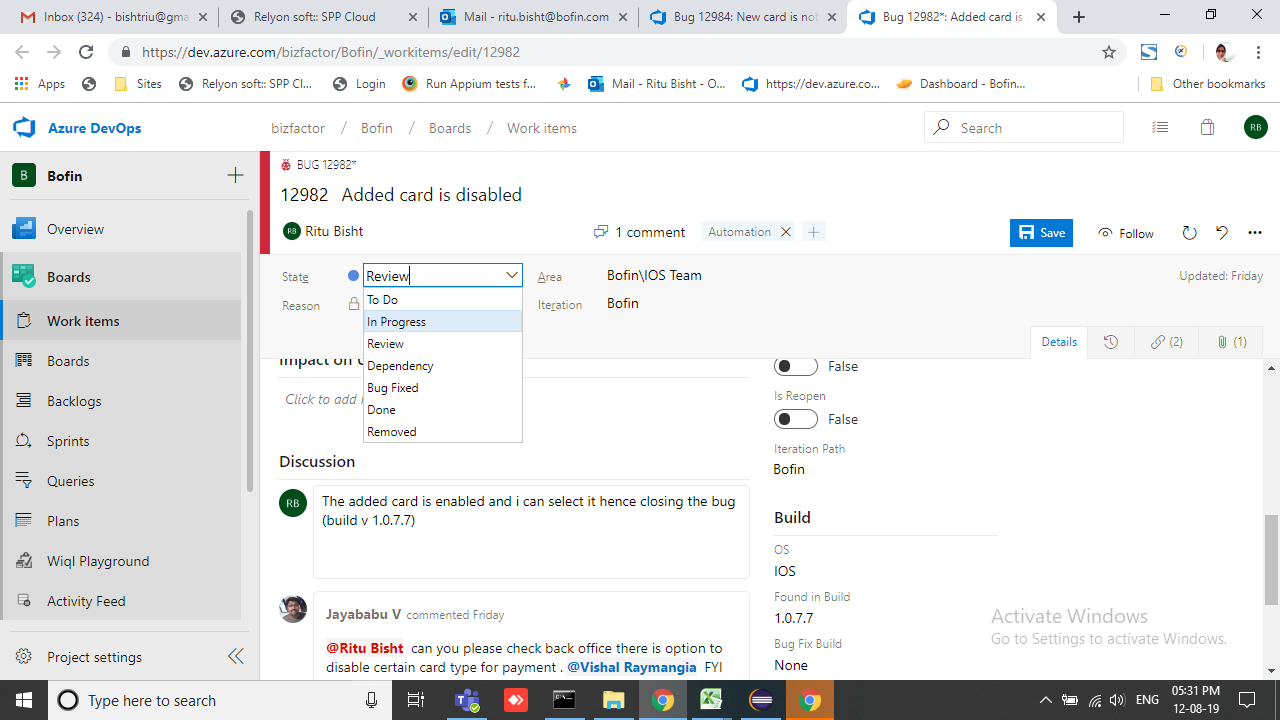 Inbox (324) - bishtriu@gma
Relyon soft:: SPP Cloud
Mail - ritu.bisht@bofin.com
Bug 12984: New card is not
Bug 12982*: Added card is
https://dev.azure.com/bizfactor/Bofin/_workitems/edit/12982
Apps
Sites
Relyon soft:: SPP Cl...
Login
Run Appium tests f...
Mail - Ritu Bisht - O...
https://dev.azure.co...
Dashboard - Bofin...
Other bookmarks
Azure DevOps
bizfactor / Bofin / Boards / Work items
Search
RB
B
Bofin
Overview
Boards
Work items
Boards
Backlogs
Sprints
Queries
Plans
Wiql Playground
Activity Feed
Project settings
BUG 12982*
12982 Added card is disabled
RB Ritu Bisht
1 comment
Automation
Save
Follow
State
Review
Reason
Area
Bofin\IOS Team
Iteration
Bofin
Updated: Friday
To Do
In Progress
Review
Dependency
Bug Fixed
Done
Removed
Details
(2)
(1)
Impact on
Click to add
Discussion
RB
The added card is enabled and i can select it hence closing the bug
(build v 1.0.7.7)
Jayababu V commented Friday
@Ritu Bisht can you please check back office there is option to
disable certain card type for payment . @Vishal Raymangia FYI
False
Is Reopen
False
Iteration Path
Bofin
Build
OS
IOS
Found in Build
1.0.7.7
Bug Fix Build
None
Activate Windows
Go to Settings to activate Windows.
Type here to search
ENG
05:31 PM
12-08-19